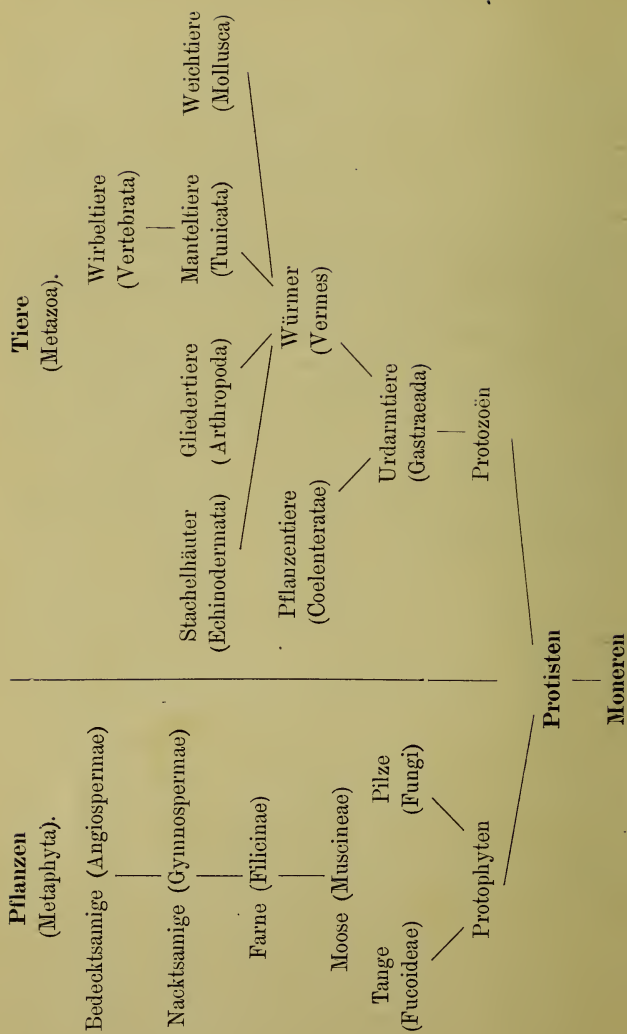 Pflanzen
(Metaphyta).
Bedecktsamige (Angiospermae)
Nacktsamige (Gymnospermae)
Farne (Filicinae)
Moose (Muscineae)
Tange
(Fucoideae)
Pilze
(Fungi)
Protophyten
Tiere
(Metazoa).
Wirbeltiere
(Vertebrata)
Stachelhäuter
(Echinodermata)
Gliedertiere
(Arthropoda)
Manteltiere
(Tunicata)
Weichtiere
(Mollusca)
Würmer
(Vermes)
Pflanzentiere
(Coelenteratae)
Urdarmtiere
(Gastraeada)
Protozoën
Protisten
Moneren